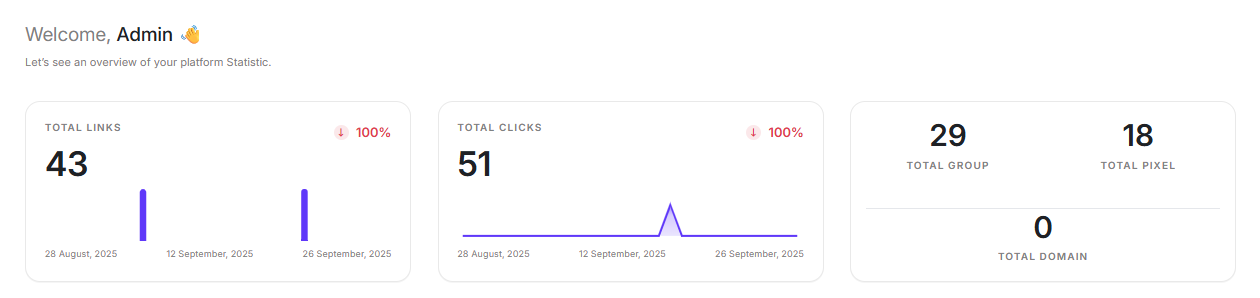 Welcome, Admin 👋
Let's see an overview of your platform Statistic.
TOTAL LINKS
↓ 100%
43
28 August, 2025 12 September, 2025 26 September, 2025
TOTAL CLICKS
↓ 100%
51
28 August, 2025 12 September, 2025 26 September, 2025
29
TOTAL GROUP
18
TOTAL PIXEL
0
TOTAL DOMAIN